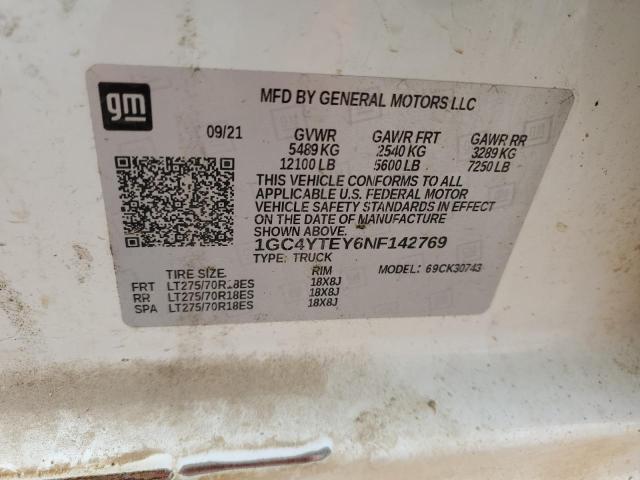 gm
MFD BY GENERAL MOTORS LLC
09/21 GVWR GAWR FRT GAWR RR
5489 KG 2540 KG 3289 KG
12100 LB 5600 LB 7250 LB
THIS VEHICLE CONFORMS TO ALL
APPLICABLE U.S. FEDERAL MOTOR
VEHICLE SAFETY STANDARDS IN EFFECT
ON THE DATE OF MANUFACTURE
SHOWN ABOVE.
1GC4YTEY6NF142769
TYPE: TRUCK MODEL: 69CK30743
TIRE SIZE RIM
FRT LT275/70R18ES 18X8J
RR LT275/70R18ES 18X8J
SPA LT275/70R18ES 18X8J